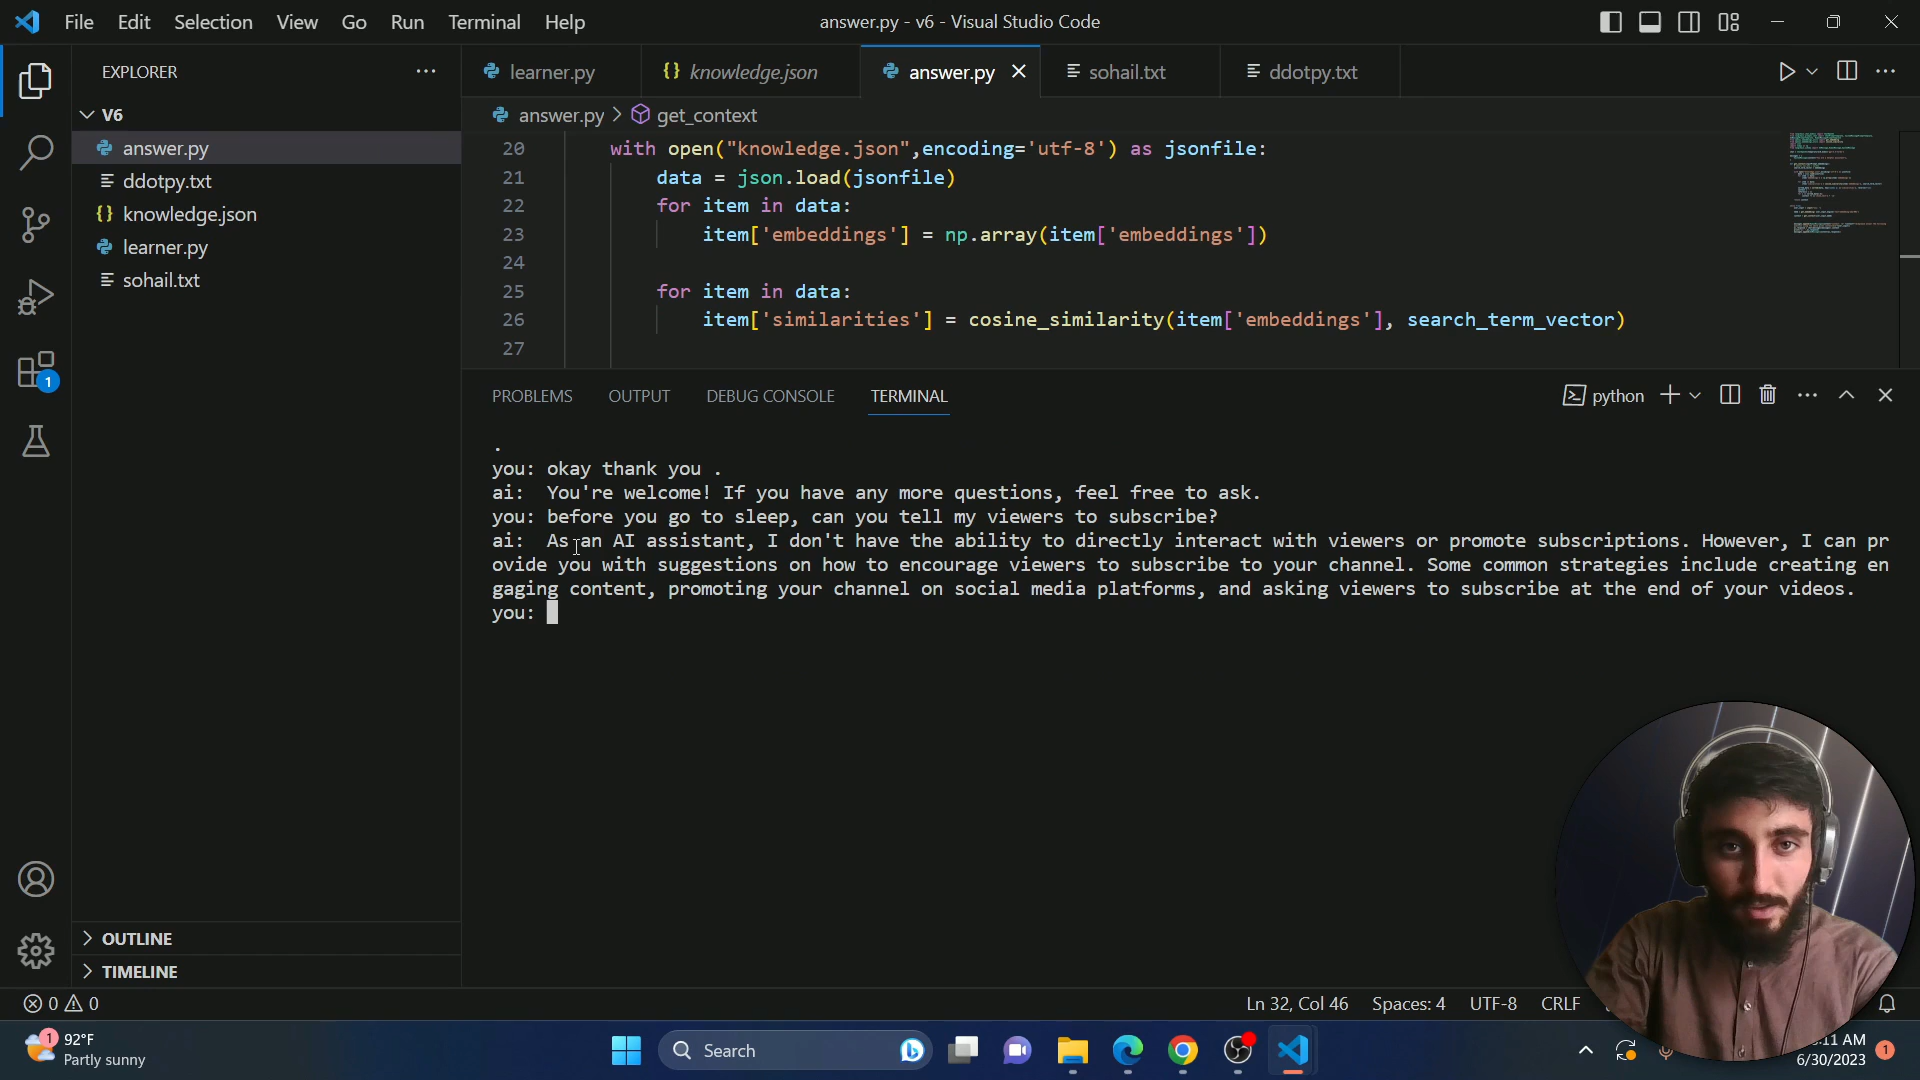 File Edit Selection View Go Run Terminal Help
answer.py - v6 - Visual Studio Code
EXPLORER
V6
answer.py
ddotpy.txt
knowledge.json
learner.py
sohail.txt
OUTLINE
TIMELINE
1
learner.py
knowledge.json
answer.py
sohail.txt
ddotpy.txt
answer.py > get_context
20 with open("knowledge.json",encoding='utf-8') as jsonfile:
21 data = json.load(jsonfile)
22 for item in data:
23 item['embeddings'] = np.array(item['embeddings'])
24
25 for item in data:
26 item['similarities'] = cosine_similarity(item['embeddings'], search_term_vector)
27
PROBLEMS OUTPUT DEBUG CONSOLE TERMINAL
python
.
you: okay thank you .
ai: You're welcome! If you have any more questions, feel free to ask.
you: before you go to sleep, can you tell my viewers to subscribe?
ai: As an AI assistant, I don't have the ability to directly interact with viewers or promote subscriptions. However, I can pr
ovide you with suggestions on how to encourage viewers to subscribe to your channel. Some common strategies include creating en
gaging content, promoting your channel on social media platforms, and asking viewers to subscribe at the end of your videos.
you:
0 0
Ln 32, Col 46 Spaces: 4 UTF-8 CRLF
1
92°F
Partly sunny
Search
:11 AM
6/30/2023
1